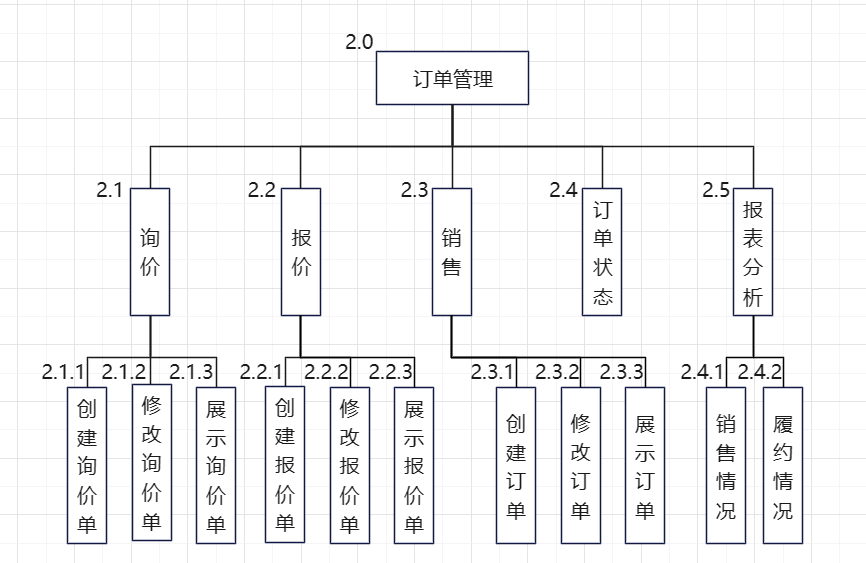 2.0
订单管理
2.1
询价
2.2
报价
2.3
销售
2.4
订单状态
2.5
报表分析
2.1.1
创建询价单
2.1.2
修改询价单
2.1.3
展示询价单
2.2.1
创建报价单
2.2.2
修改报价单
2.2.3
展示报价单
2.3.1
创建订单
2.3.2
修改订单
2.3.3
展示订单
2.4.1
销售情况
2.4.2
履约情况